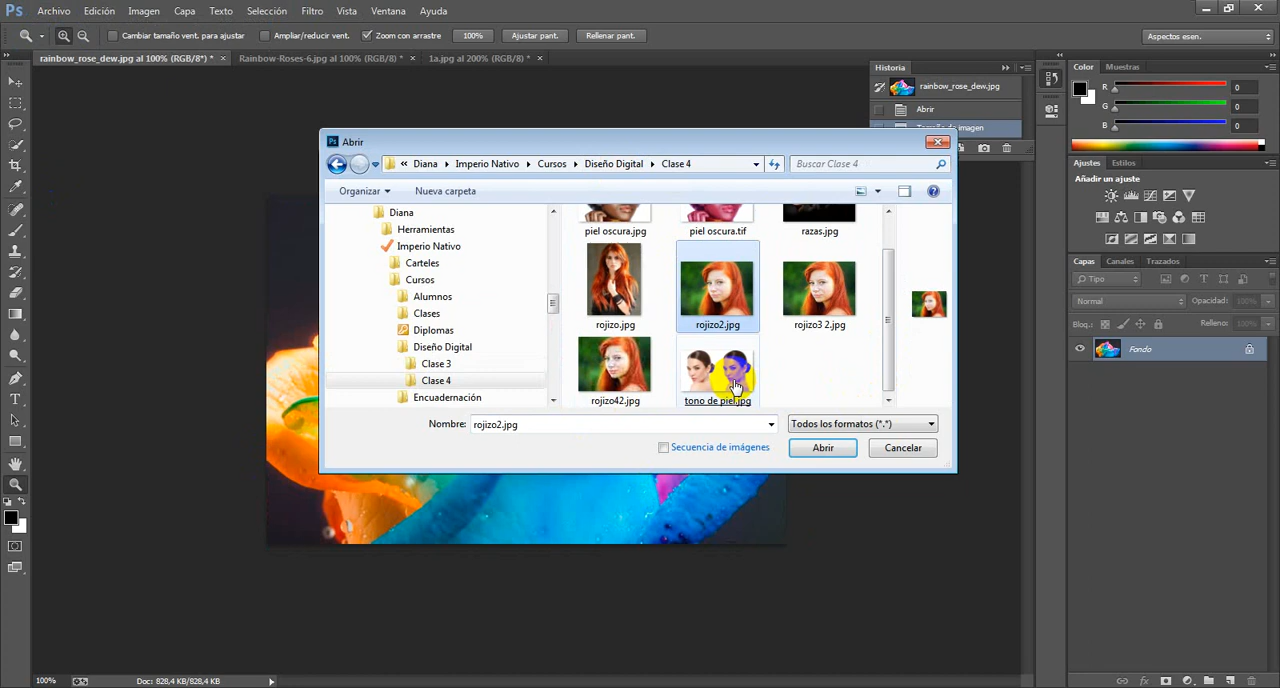 Ps Archivo Edición Imagen Capa Texto Selección Filtro Vista Ventana Ayuda
Cambiar tamaño vent. para ajustar Ampliar/reducir vent. Zoom con arrastre 100% Ajustar pant. Rellenar pant. Aspectos esen.
rainbow_rose_dew.jpg al 100% (RGB/8*) * × Rainbow-Roses-6.jpg al 100% (RGB/8) * × 1a.jpg al 200% (RGB/8) * ×
Historia
rainbow_rose_dew.jpg
Abrir
Color Muestras
R 0
G 0
B 0
Ajustes Estilos
Añadir un ajuste
Capas Canales Trazados
Tipo
Normal Opacidad: 100%
Bloq.: Relleno: 100%
Fondo
Ps Abrir
« Diana Imperio Nativo Cursos Diseño Digital Clase 4 Buscar Clase 4
Organizar Nueva carpeta
Diana
Herramientas
Imperio Nativo
Carteles
Cursos
Alumnos
Clases
Diplomas
Diseño Digital
Clase 3
Clase 4
Encuadernación
piel oscura.jpg piel oscura.tif razas.jpg
rojizo.jpg rojizo2.jpg rojizo3 2.jpg
rojizo42.jpg tono de piel.jpg
Nombre: rojizo2.jpg Todos los formatos (*.*)
Secuencia de imágenes Abrir Cancelar
100% Doc: 828,4 KB/828,4 KB